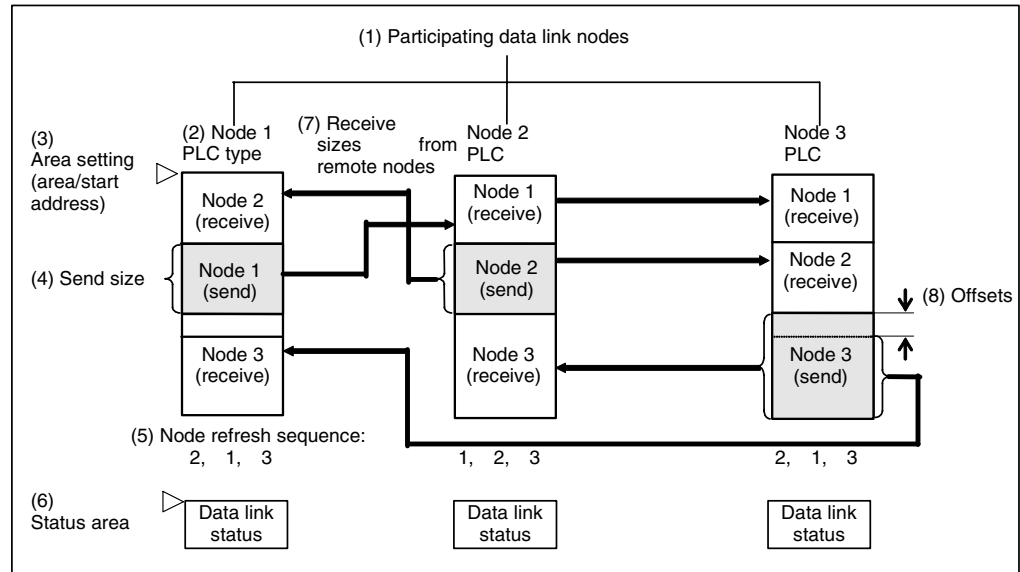 (1) Participating data link nodes
(3)
Area setting
(area/start
address)
(2) Node 1
PLC type
(7) Receive
sizes from
remote nodes
Node 2
PLC
Node 3
PLC
Node 2
(receive)
Node 1
(receive)
Node 1
(receive)
(4) Send size
Node 1
(send)
Node 2
(send)
Node 2
(receive)
(8) Offsets
Node 3
(receive)
Node 3
(receive)
Node 3
(send)
(5) Node refresh sequence:
2, 1, 3
1, 2, 3
2, 1, 3
(6)
Status area
Data link
status
Data link
status
Data link
status